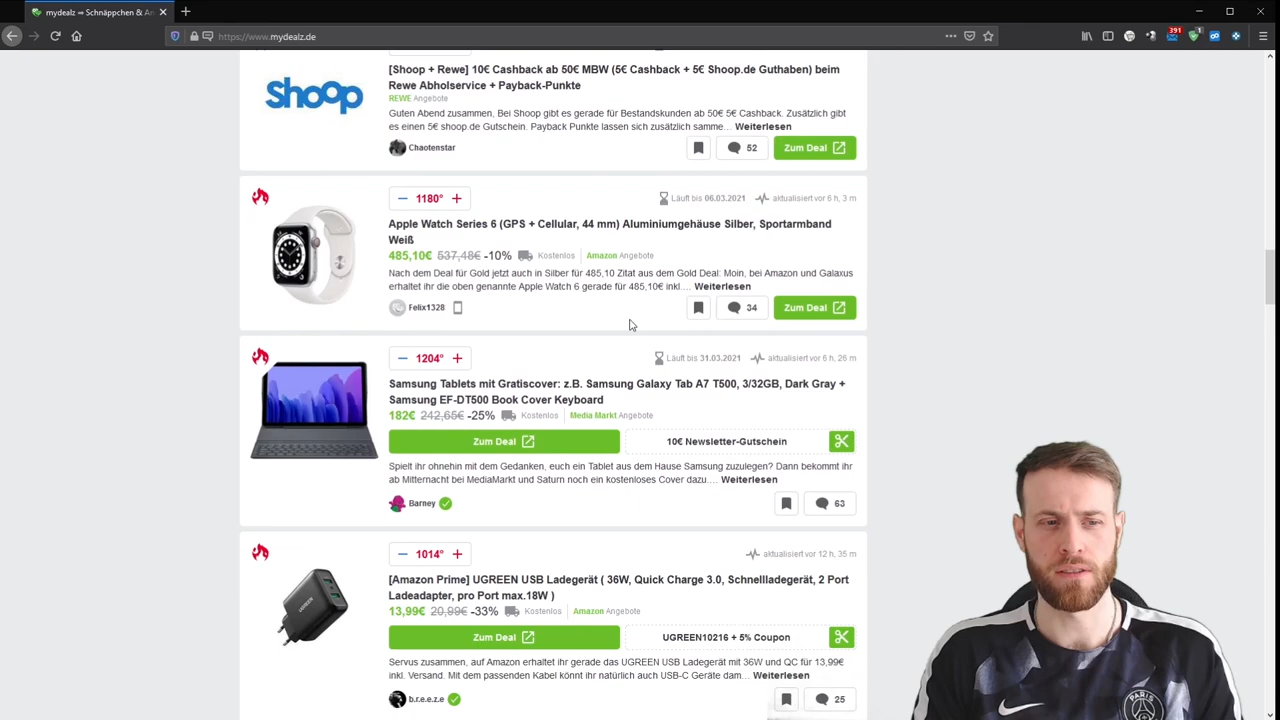 mydealz ⇨ Schnäppchen & An
https://www.mydealz.de
391
1
shoop
[Shoop + Rewe] 10€ Cashback ab 50€ MBW (5€ Cashback + 5€ Shoop.de Guthaben) beim
Rewe Abholservice + Payback-Punkte
REWE Angebote
Guten Abend zusammen, Bei Shoop gibt es gerade für Bestandskunden ab 50€ 5€ Cashback. Zusätzlich gibt
es einen 5€ shoop.de Gutschein. Payback Punkte lassen sich zusätzlich samme... Weiterlesen
Chaotenstar 52 Zum Deal
1180° Läuft bis 06.03.2021 aktualisiert vor 6 h, 3 m
Apple Watch Series 6 (GPS + Cellular, 44 mm) Aluminiumgehäuse Silber, Sportarmband
Weiß
485,10€ 537,48€ -10% Kostenlos Amazon Angebote
Nach dem Deal für Gold jetzt auch in Silber für 485,10 Zitat aus dem Gold Deal: Moin, bei Amazon und Galaxus
erhaltet ihr die oben genannte Apple Watch 6 gerade für 485,10€ inkl.... Weiterlesen
Felix1328 34 Zum Deal
1204° Läuft bis 31.03.2021 aktualisiert vor 6 h, 26 m
Samsung Tablets mit Gratiscover: z.B. Samsung Galaxy Tab A7 T500, 3/32GB, Dark Gray +
Samsung EF-DT500 Book Cover Keyboard
182€ 242,65€ -25% Kostenlos Media Markt Angebote
Zum Deal 10€ Newsletter-Gutschein
Spielt ihr ohnehin mit dem Gedanken, euch ein Tablet aus dem Hause Samsung zuzulegen? Dann bekommt ihr
ab Mitternacht bei MediaMarkt und Saturn noch ein kostenloses Cover dazu.... Weiterlesen
Barney 63
1014° aktualisiert vor 12 h, 35 m
[Amazon Prime] UGREEN USB Ladegerät ( 36W, Quick Charge 3.0, Schnellladegerät, 2 Port
Ladeadapter, pro Port max.18W )
13,99€ 20,99€ -33% Kostenlos Amazon Angebote
Zum Deal UGREEN10216 + 5% Coupon
Servus zusammen, auf Amazon erhaltet ihr gerade das UGREEN USB Ladegerät mit 36W und QC für 13,99€
inkl. Versand. Mit dem passenden Kabel könnt ihr natürlich auch USB-C Geräte dam... Weiterlesen
b.r.e.e.z.e 25
PARIS